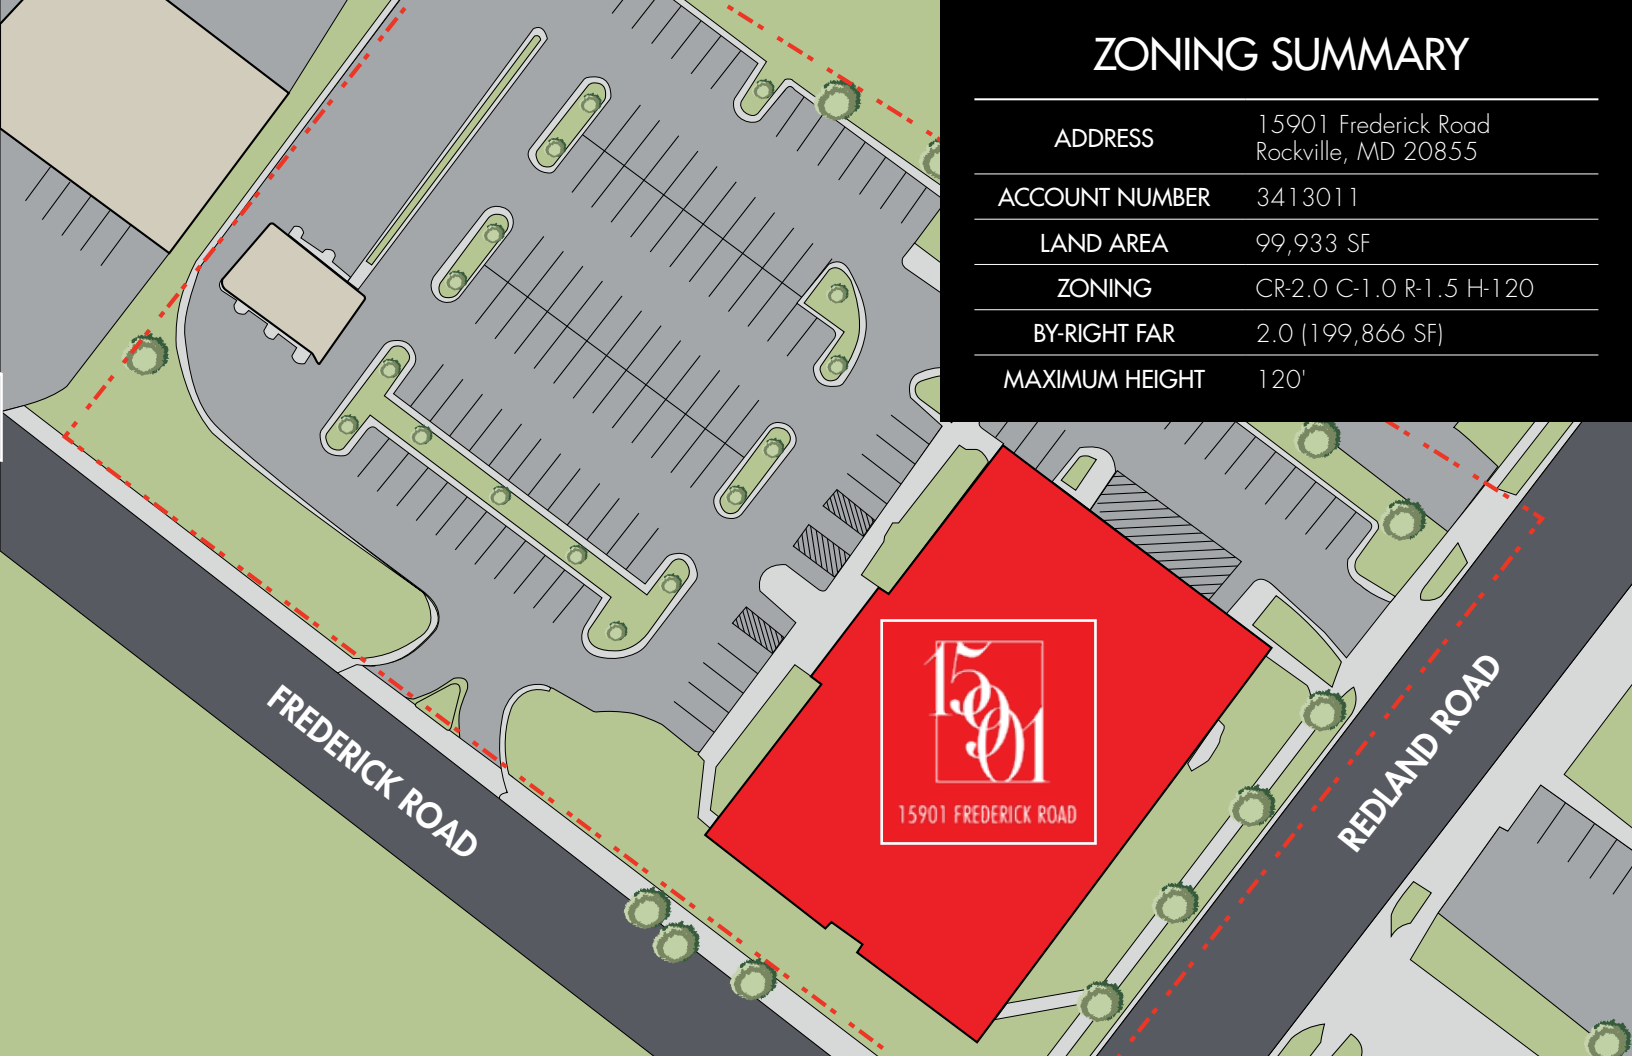 ZONING SUMMARY
ADDRESS
15901 Frederick Road
Rockville, MD 20855
ACCOUNT NUMBER 3413011
LAND AREA 99,933 SF
ZONING CR-2.0 C-1.0 R-1.5 H-120
BY-RIGHT FAR 2.0 (199,866 SF)
MAXIMUM HEIGHT 120'
15901
15901 FREDERICK ROAD
FREDERICK ROAD
REDLAND ROAD